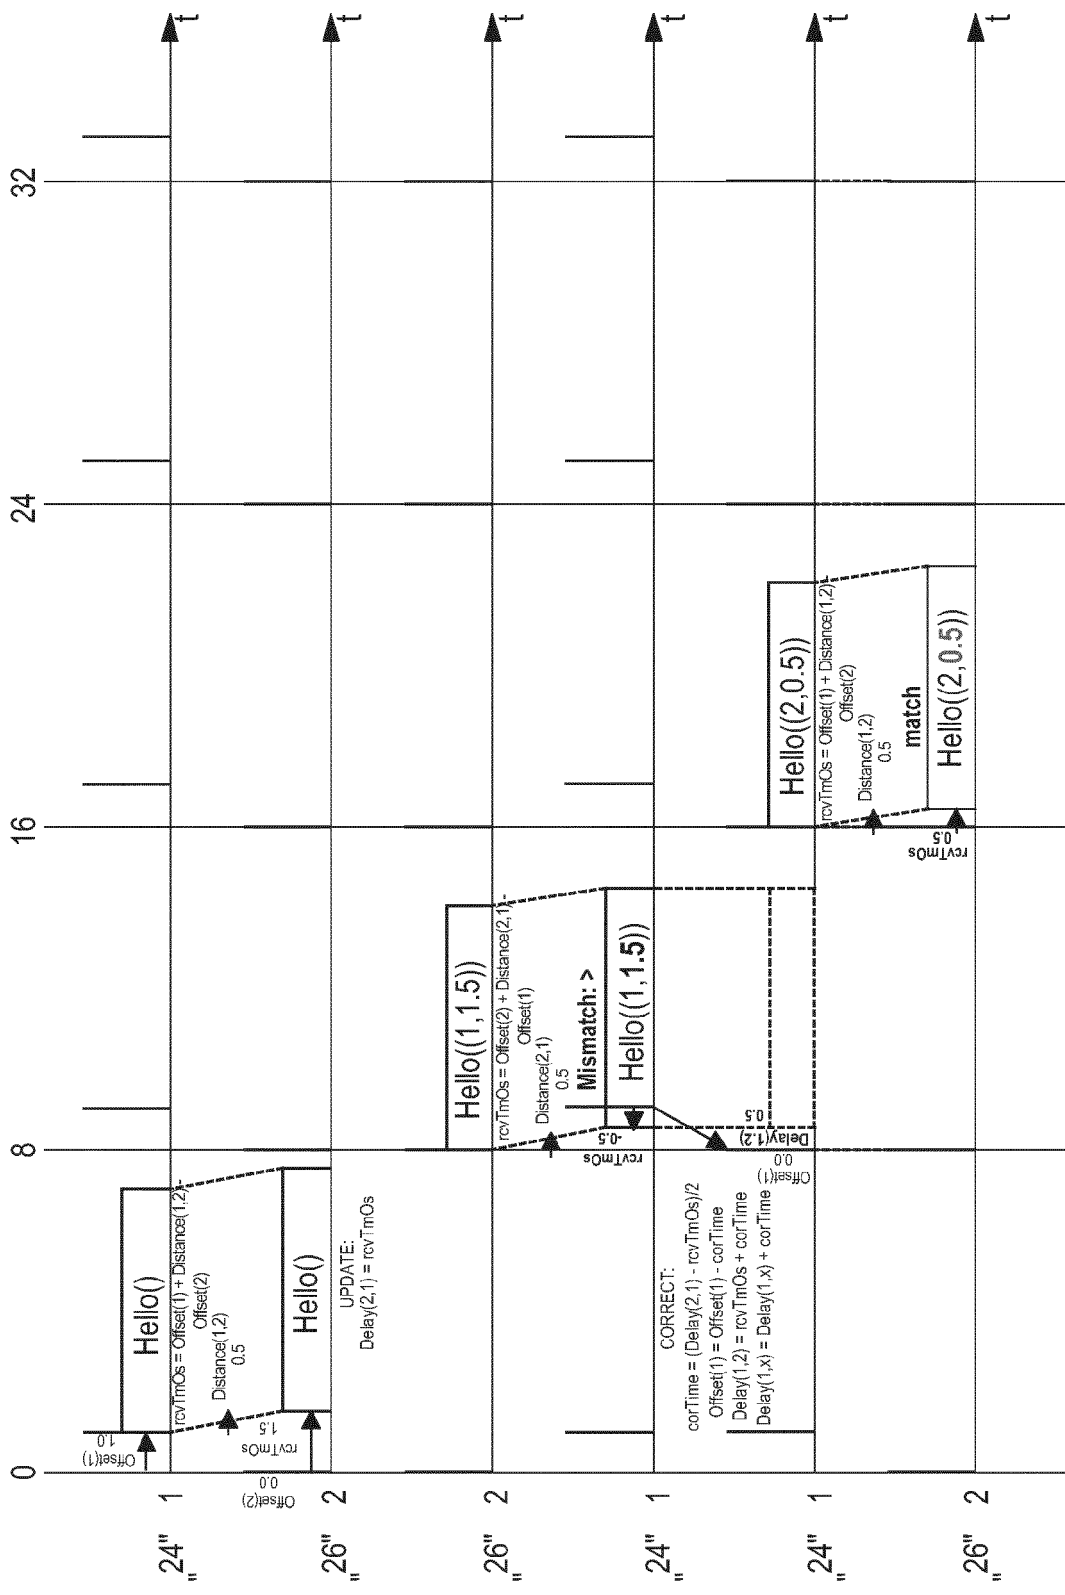 0
8
16
24
32
„24“
1
t
Offset(1)
1.0
Hello()
rcvTmOs = Offset(1) + Distance(1,2) -
Offset(2)
Distance(1,2)
0.5
„26“
2
t
Offset(2)
0.0
rcvTmOs
1.5
Hello()
UPDATE:
Delay(2,1) = rcvTmOs
„26“
2
t
Hello((1,1.5))
rcvTmOs = Offset(2) + Distance(2,1) -
Offset(1)
Distance(2,1)
0.5
„24“
1
t
Mismatch: >
Hello((1,1.5))
rcvTmOs
-0.5
CORRECT:
corTime = (Delay(2,1) - rcvTmOs)/2
Offset(1) = Offset(1) - corTime
Delay(1,2) = rcvTmOs + corTime
Delay(1,x) = Delay(1,x) + corTime
„24“
1
t
Offset(1)
0.0
Delay(1.2)
0.5
Hello((2,0.5))
rcvTmOs = Offset(1) + Distance(1,2) -
Offset(2)
Distance(1,2)
0.5
„26“
2
t
match
Hello((2,0.5))
rcvTmOs
0.5